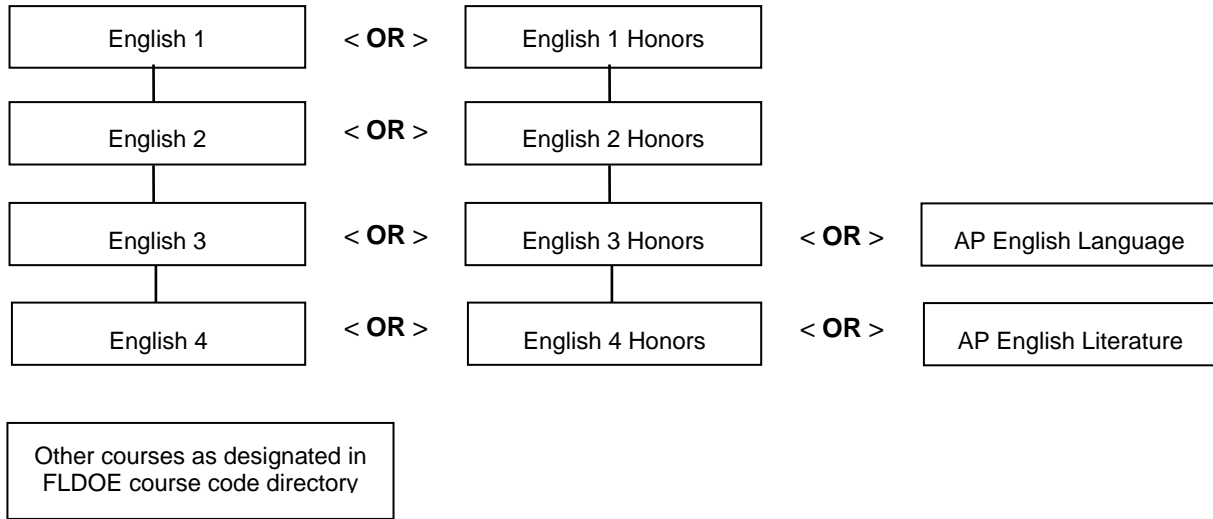 English 1 < OR > English 1 Honors
English 2 < OR > English 2 Honors
English 3 < OR > English 3 Honors < OR > AP English Language
English 4 < OR > English 4 Honors < OR > AP English Literature
Other courses as designated in
FLDOE course code directory